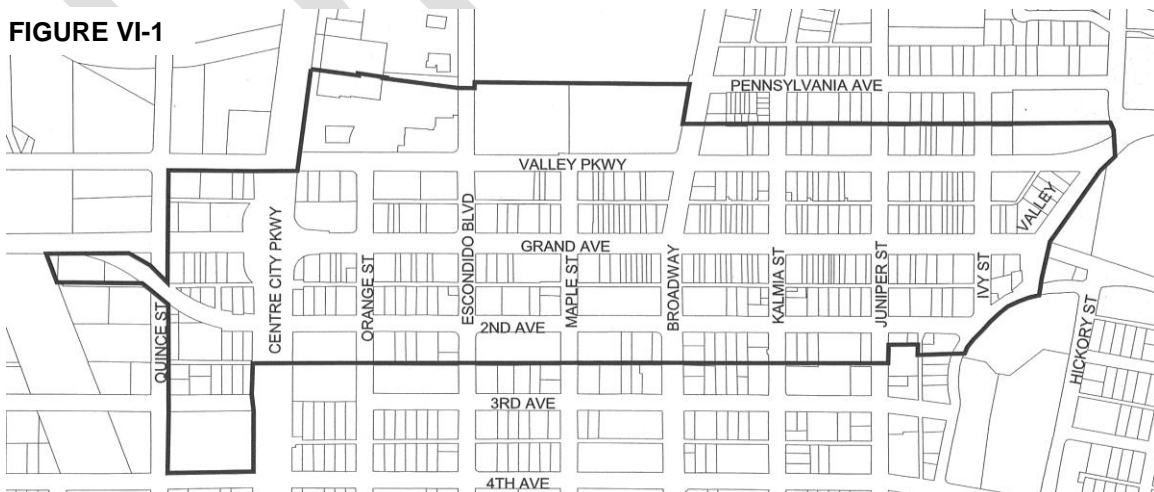 FIGURE VI-1
PENNSYLVANIA AVE
VALLEY PKWY
VALLEY
GRAND AVE
CENTRE CITY PKWY
ESCONDIDO BLVD
ORANGE ST
MAPLE ST
BROADWAY
KALMIA ST
JUNIPER ST
IVY ST
QUINCE ST
HICKORY ST
2ND AVE
3RD AVE
4TH AVE